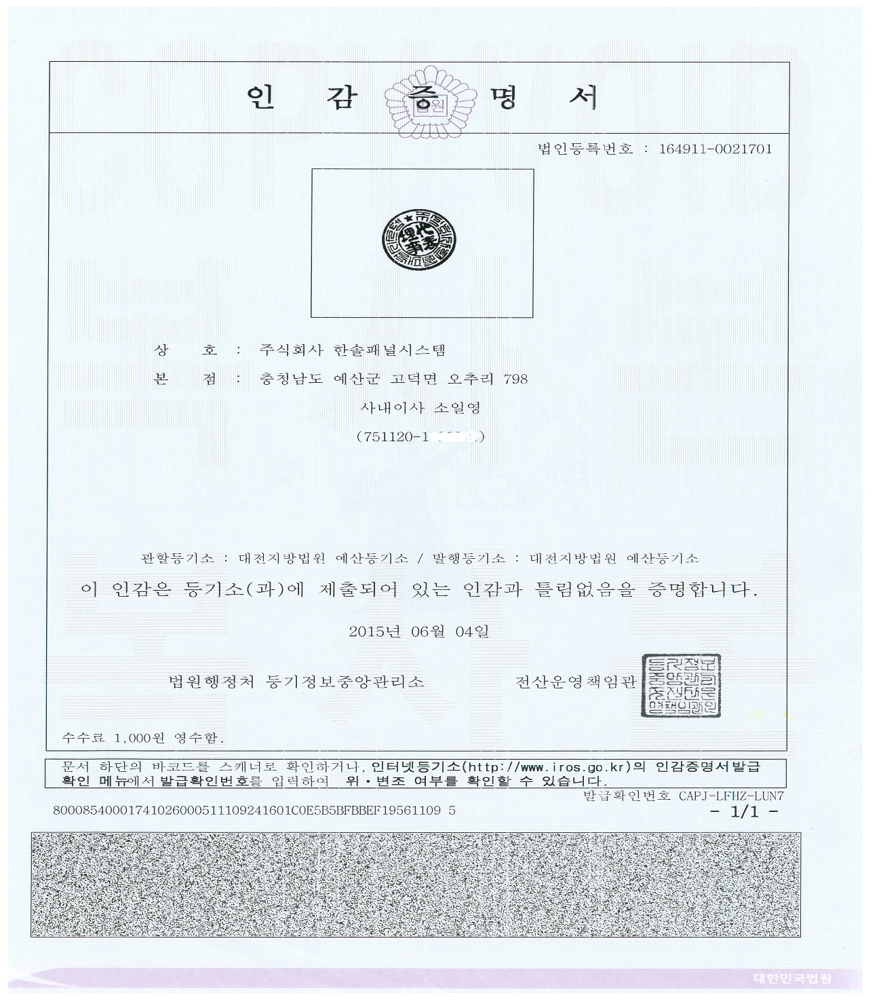 인 감 증 명 서
법원
법인등록번호 : 164911-0021701
代表
理事
상 호 : 주식회사 한솔패널시스템
본 점 : 충청남도 예산군 고덕면 오추리 798
사내이사 소일영
(751120-1 )
관할등기소 : 대전지방법원 예산등기소 / 발행등기소 : 대전지방법원 예산등기소
이 인감은 등기소(과)에 제출되어 있는 인감과 틀림없음을 증명합니다.
2015년 06월 04일
법원행정처 등기정보중앙관리소 전산운영책임관
등기정보
중앙관리
소전산운
영책임관인
수수료 1,000원 영수함.
문서 하단의 바코드를 스캐너로 확인하거나, 인터넷등기소(http://www.iros.go.kr)의 인감증명서발급
확인 메뉴에서 발급확인번호를 입력하여 위·변조 여부를 확인할 수 있습니다.
발급확인번호 CAPJ-LFHZ-LUN7
8000854000174102600051110924160​1C0E5B5BFBBEF19561109 5
- 1/1 -
대한민국법원